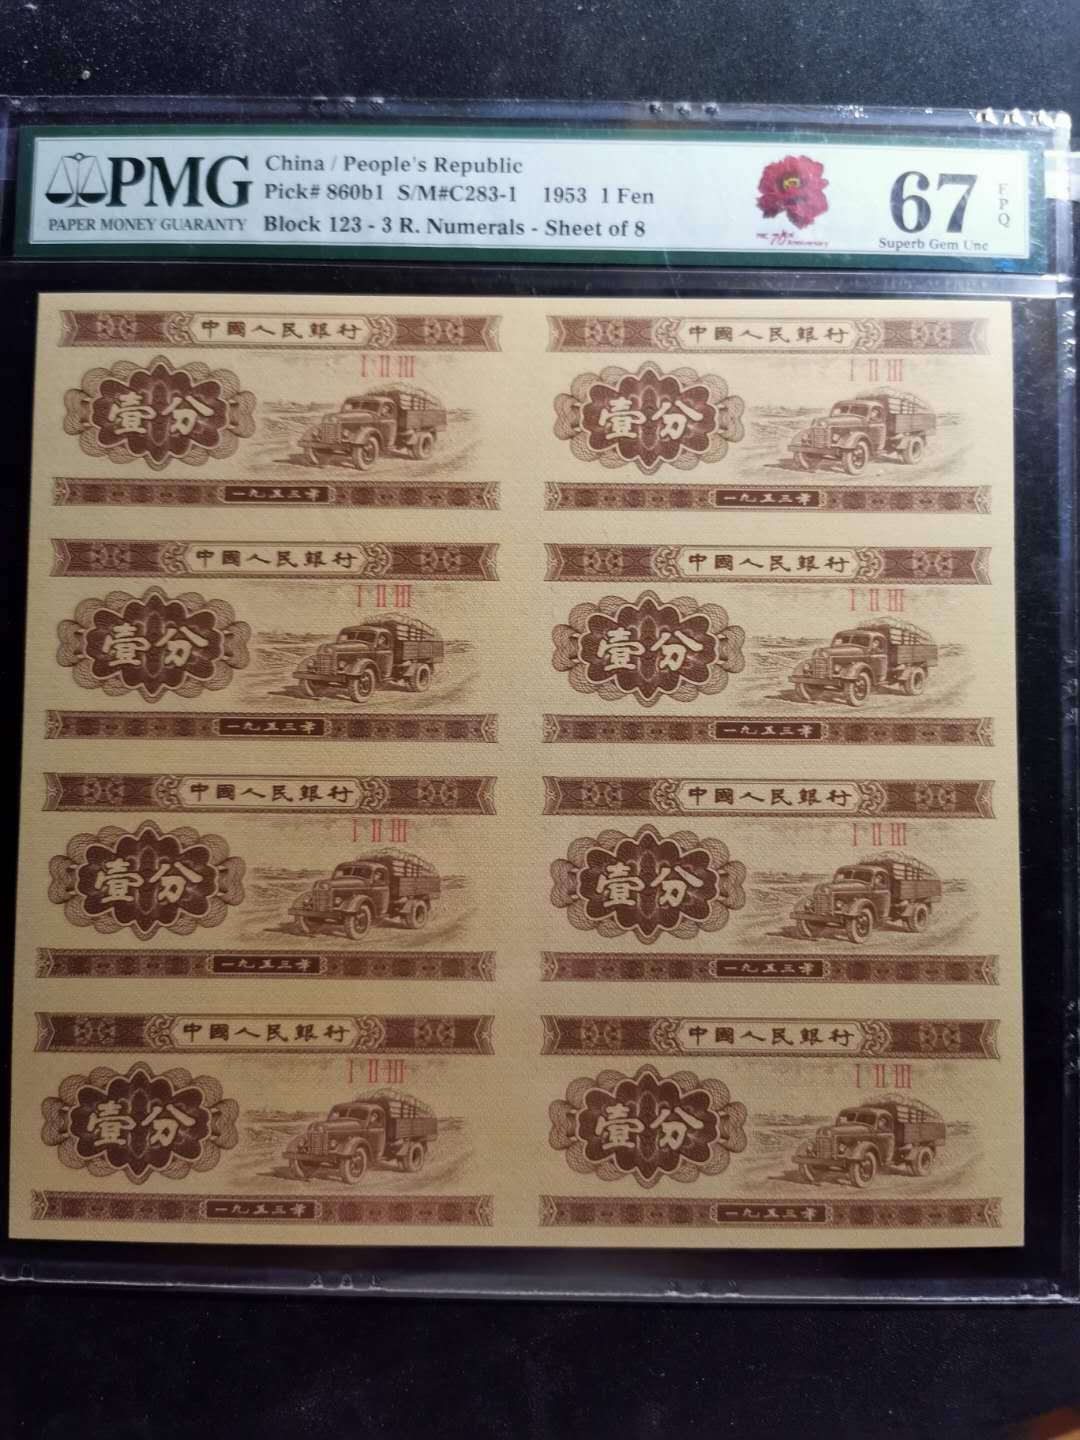 PMG
PAPER MONEY GUARANTY
China / People's Republic
Pick# 860b1 S/M#C283-1 1953 1 Fen
Block 123 - 3 R. Numerals - Sheet of 8
67
Superb Gem Unc
FPQ
中國人民銀行 中國人民銀行
I II III I II III
壹分 壹分
一九五三年 一九五三年
中國人民銀行 中國人民銀行
I II III I II III
壹分 壹分
一九五三年 一九五三年
中國人民銀行 中國人民銀行
I II III I II III
壹分 壹分
一九五三年 一九五三年
中國人民銀行 中國人民銀行
I II III I II III
壹分 壹分
一九五三年 一九五三年